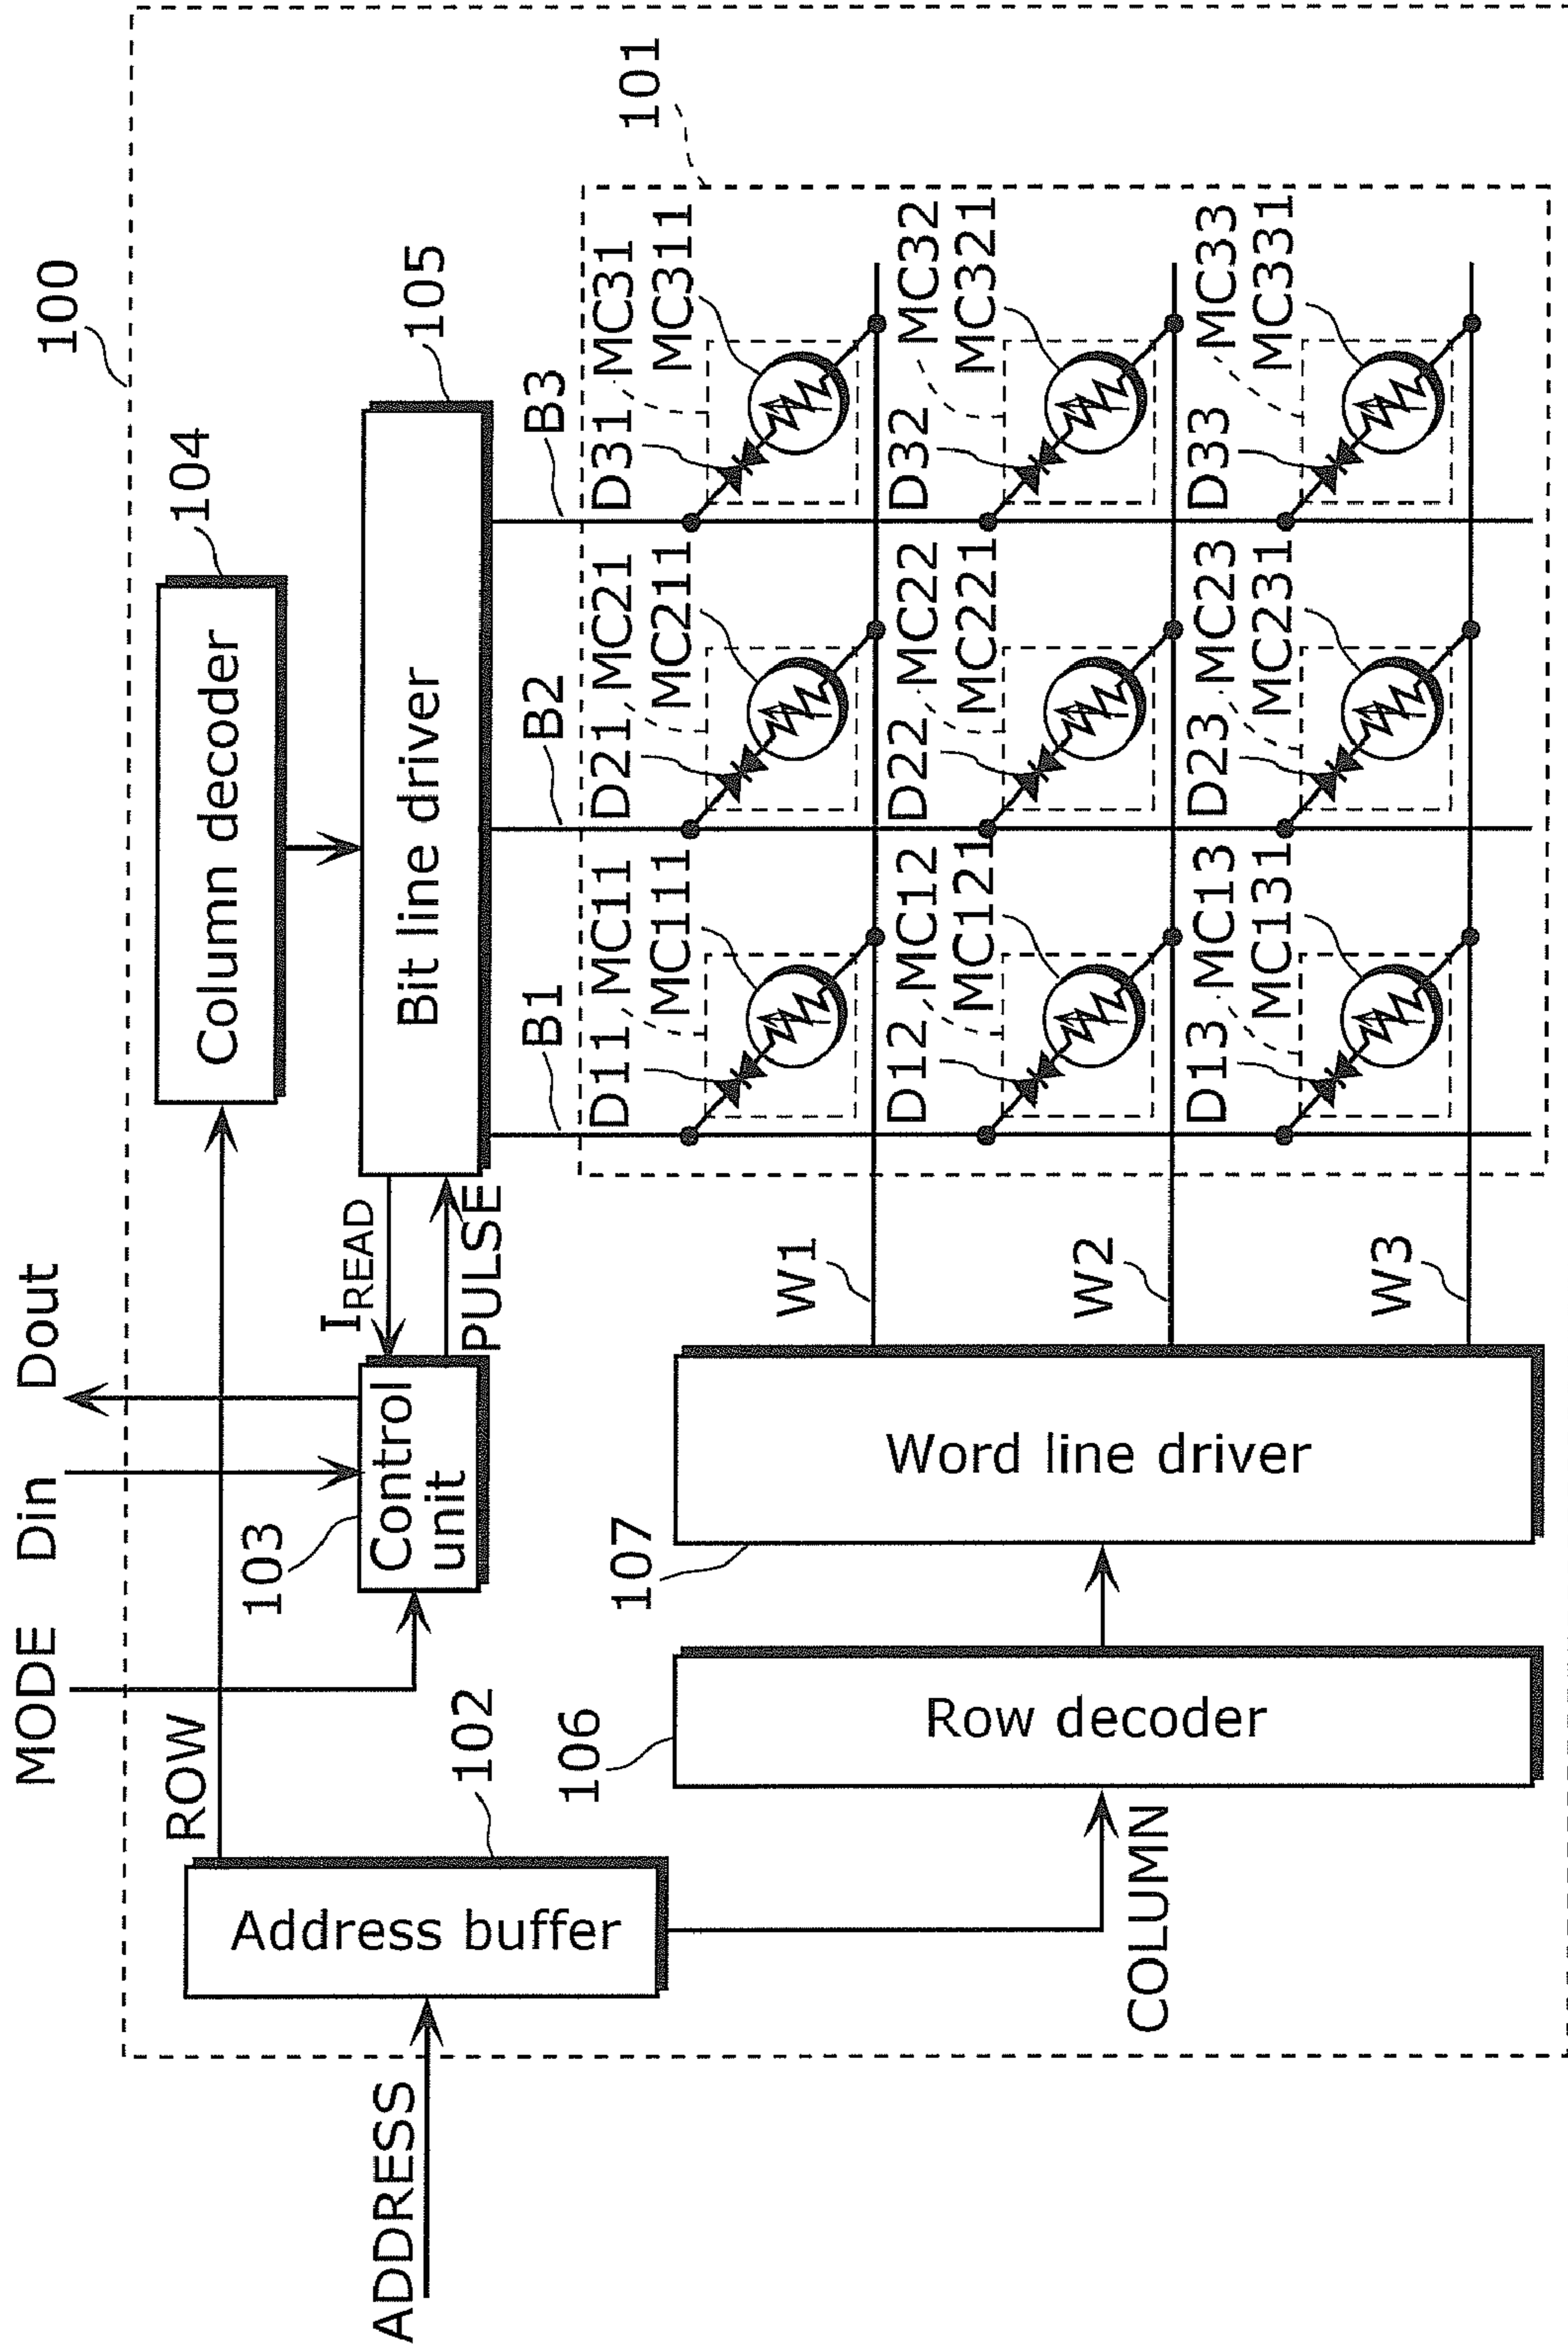 100
MODE
Din
Dout
ROW
Column decoder
104
103
Control
unit
I_READ
PULSE
Bit line driver
105
ADDRESS
Address buffer
102
COLUMN
106
Row decoder
107
Word line driver
W1
W2
W3
B1
B2
B3
101
D11
MC11
MC111
D21
MC21
MC211
D31
MC31
MC311
D12
MC12
MC121
D22
MC22
MC221
D32
MC32
MC321
D13
MC13
MC131
D23
MC23
MC231
D33
MC33
MC331